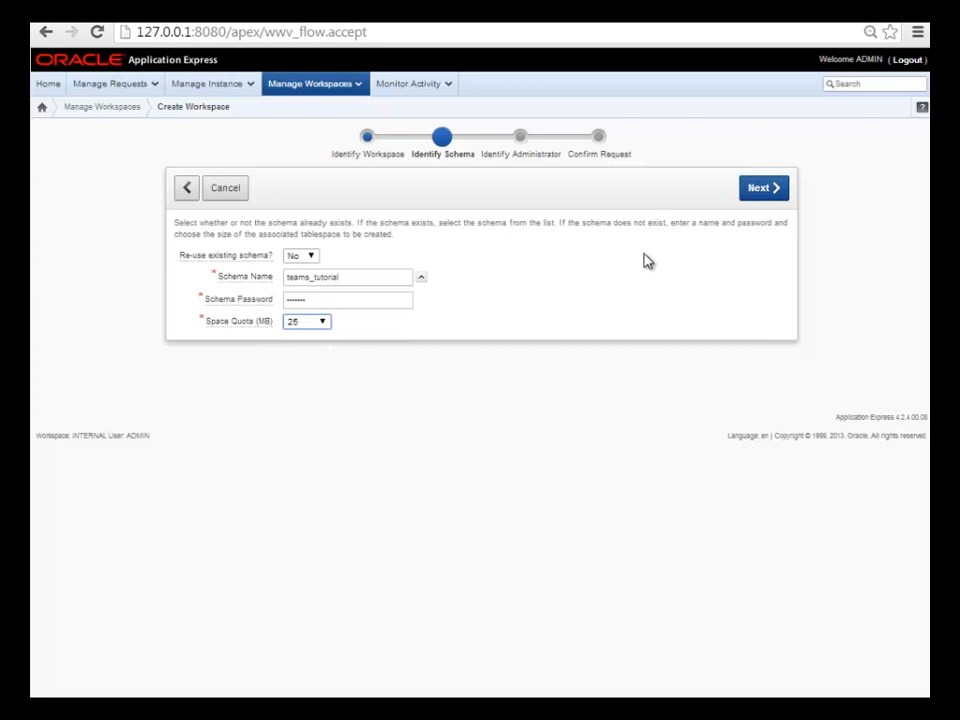 127.0.0.1:8080/apex/wwv_flow.accept
ORACLE Application Express Welcome ADMIN ( Logout )
Home Manage Requests Manage Instance Manage Workspaces Monitor Activity Search
Manage Workspaces Create Workspace ?
Identify Workspace Identify Schema Identify Administrator Confirm Request
Cancel Next
Select whether or not the schema already exists. If the schema exists, select the schema from the list. If the schema does not exist, enter a name and password and
choose the size of the associated tablespace to be created.
Re-use existing schema? No
* Schema Name teams_tutorial
* Schema Password •••••••
* Space Quota (MB) 25
Application Express 4.2.4.00.08
Workspace: INTERNAL User: ADMIN Language: en | Copyright © 1999, 2013, Oracle. All rights reserved.